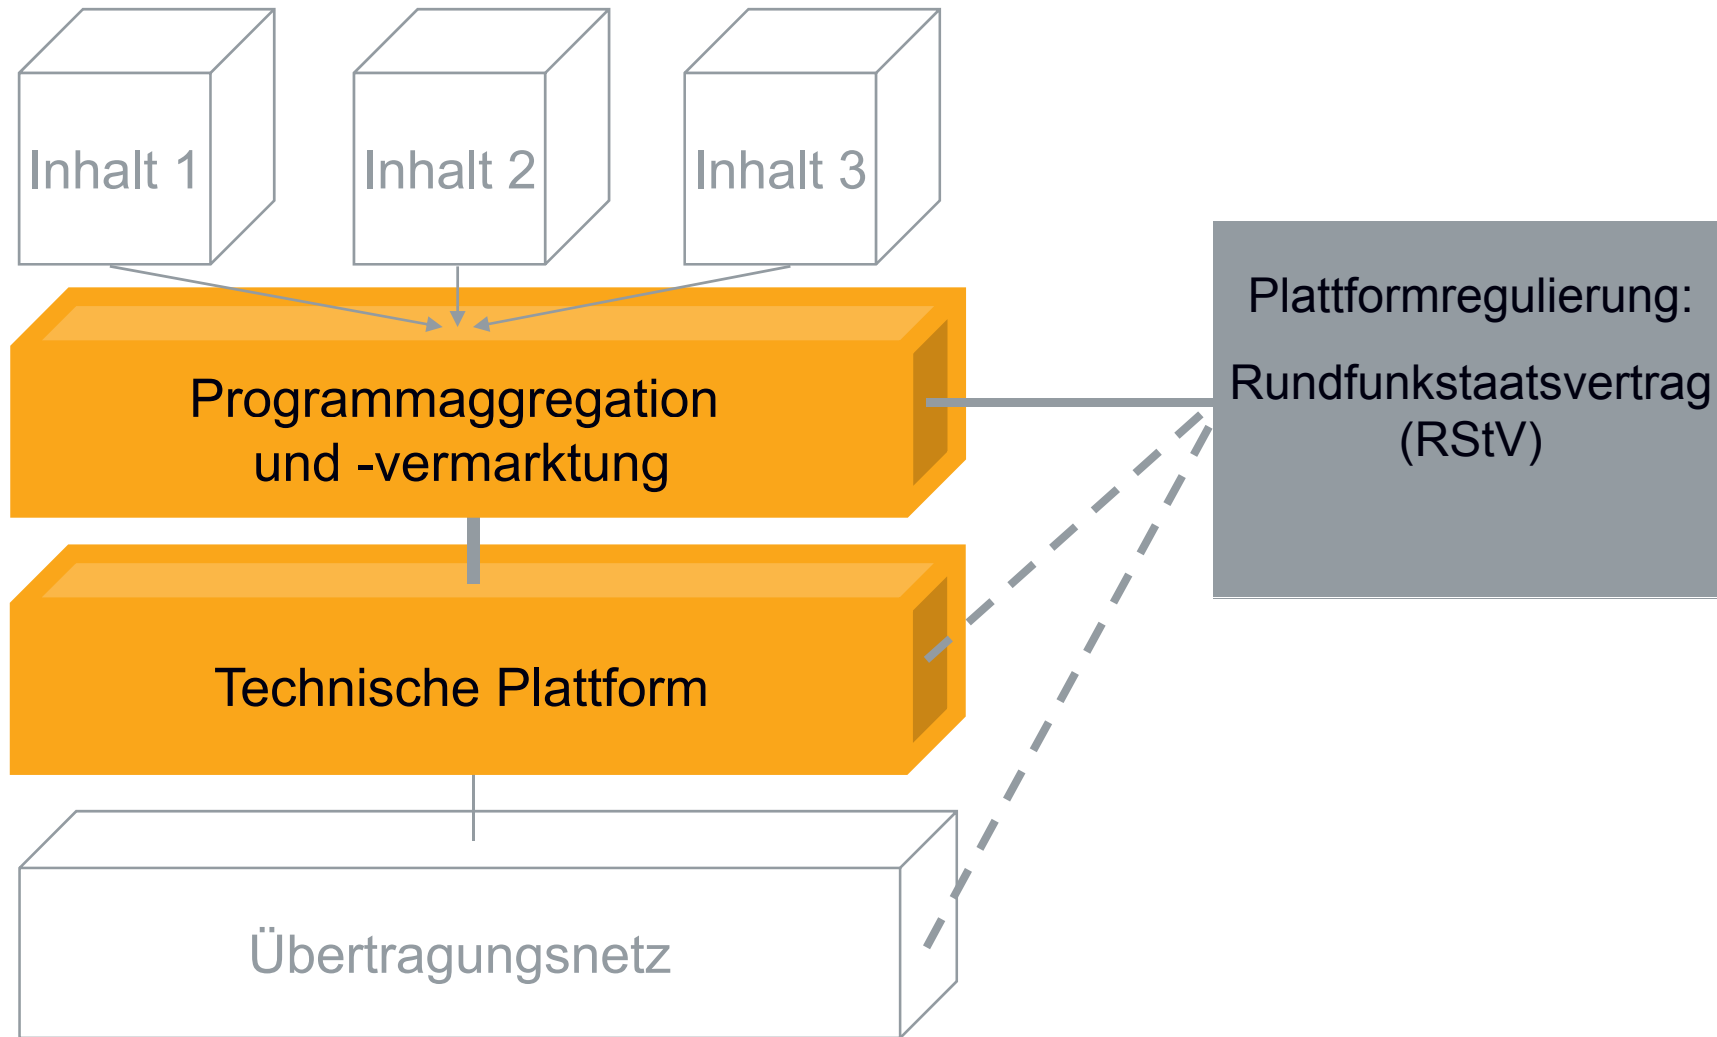 Inhalt 1
Inhalt 2
Inhalt 3
Plattformregulierung:
Rundfunkstaatsvertrag
(RStV)
Programmaggregation
und -vermarktung
Technische Plattform
Übertragungsnetz